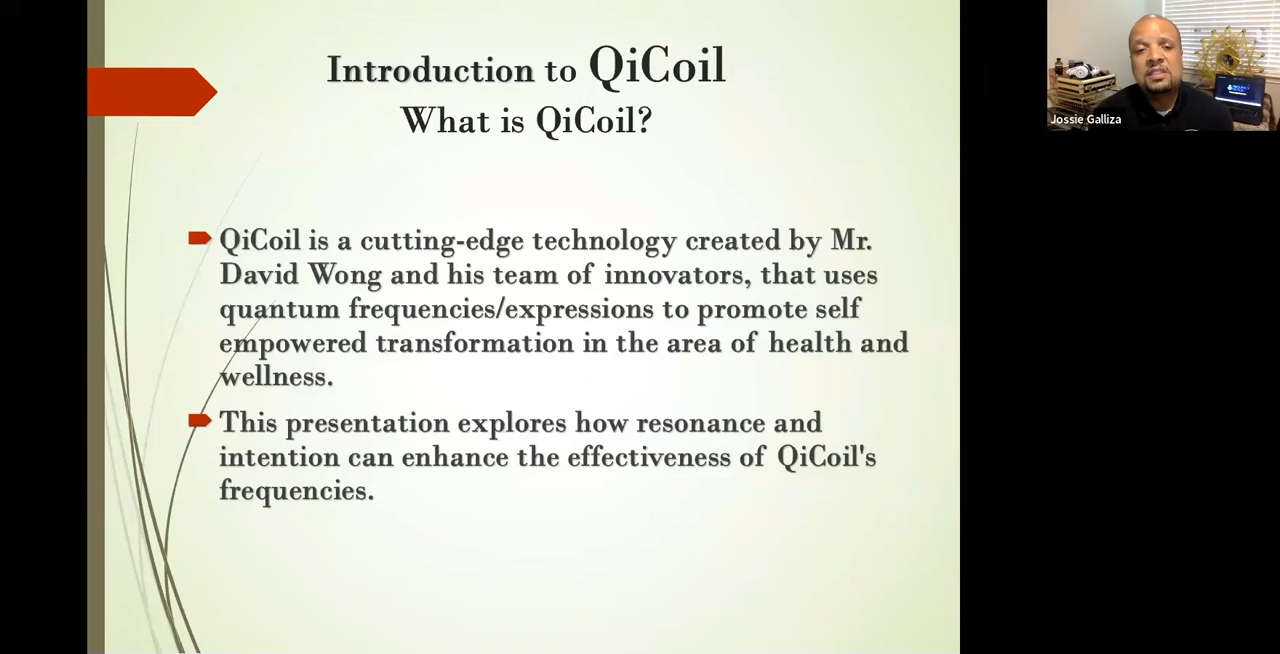 Introduction to QiCoil
What is QiCoil?
QiCoil is a cutting-edge technology created by Mr.
David Wong and his team of innovators, that uses
quantum frequencies/expressions to promote self
empowered transformation in the area of health and
wellness.
This presentation explores how resonance and
intention can enhance the effectiveness of QiCoil's
frequencies.
Jossie Galliza